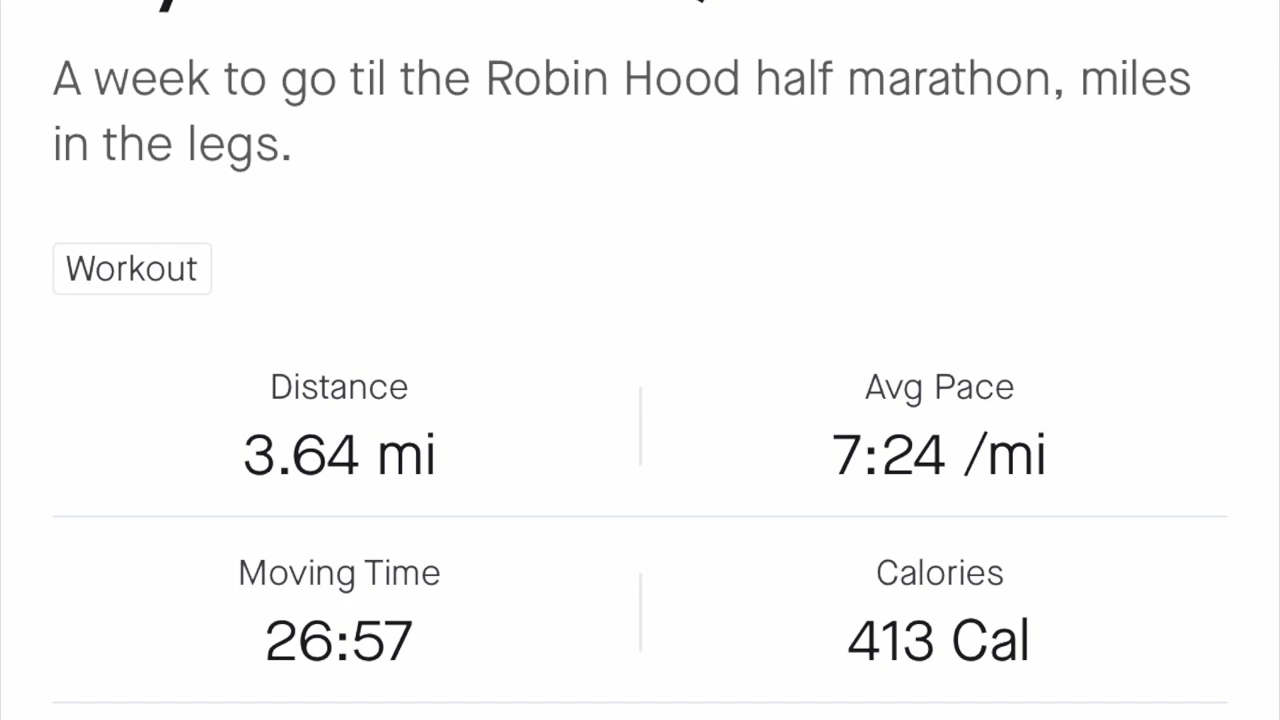 A week to go til the Robin Hood half marathon, miles
in the legs.
Workout
Distance
Avg Pace
3.64 mi
7:24 /mi
Moving Time
Calories
26:57
413 Cal